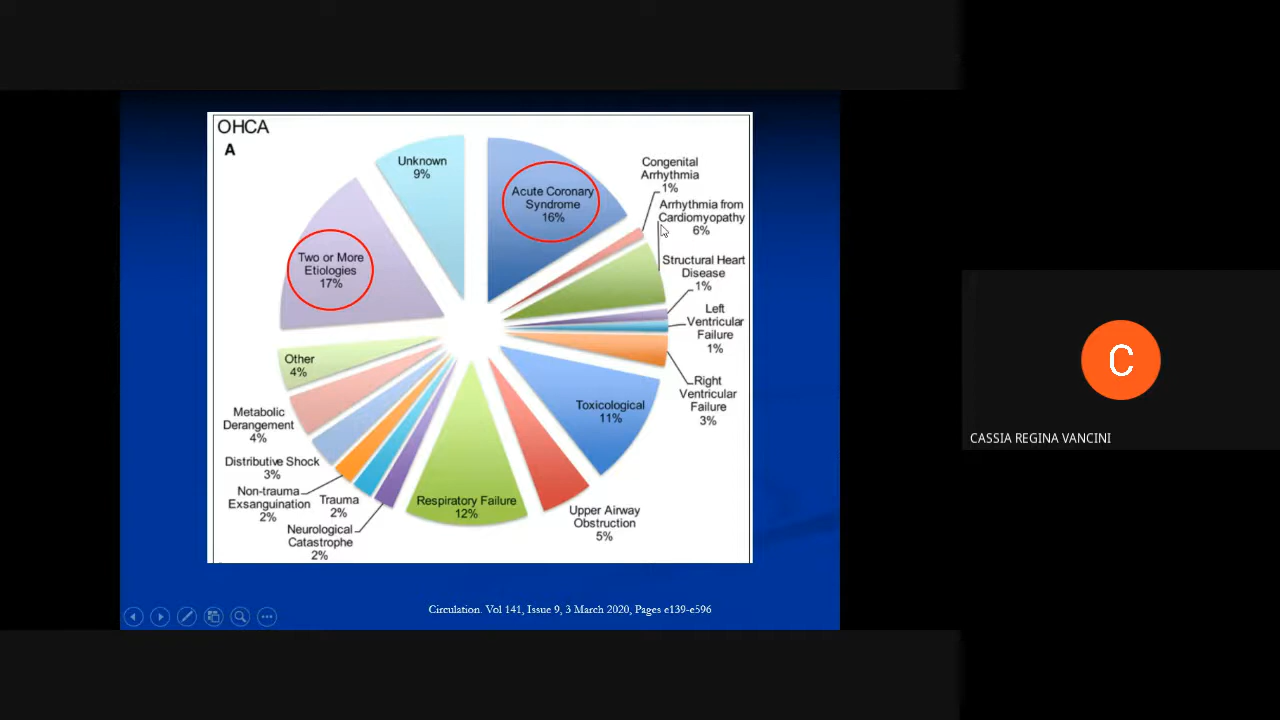 OHCA
A
Unknown
9%
Acute Coronary
Syndrome
16%
Congenital
Arrhythmia
1%
Arrhythmia from
Cardiomyopathy
6%
Structural Heart
Disease
1%
Left
Ventricular
Failure
1%
Right
Ventricular
Failure
3%
Toxicological
11%
Upper Airway
Obstruction
5%
Respiratory Failure
12%
Neurological
Catastrophe
2%
Trauma
2%
Non-trauma
Exsanguination
2%
Distributive Shock
3%
Metabolic
Derangement
4%
Other
4%
Two or More
Etiologies
17%
Circulation. Vol 141, Issue 9, 3 March 2020, Pages e139-e596
C
CASSIA REGINA VANCINI